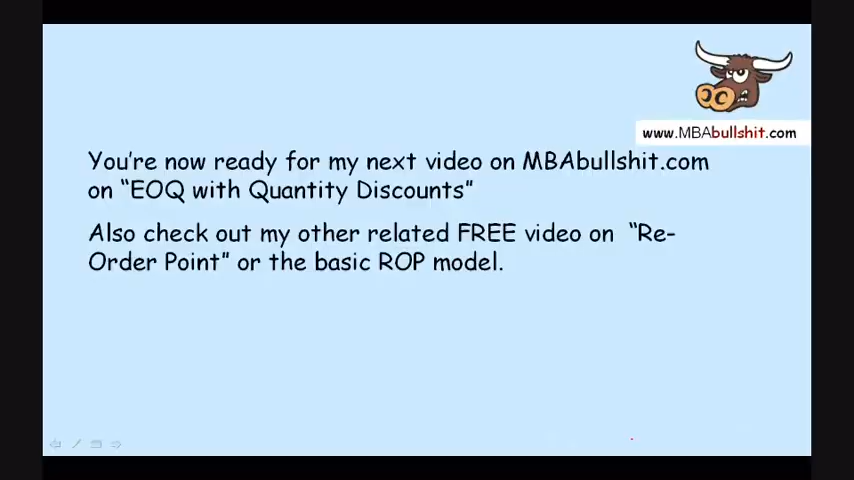 www.MBAbullshit.com
You're now ready for my next video on MBAbullshit.com
on "EOQ with Quantity Discounts"
Also check out my other related FREE video on "Re-
Order Point" or the basic ROP model.